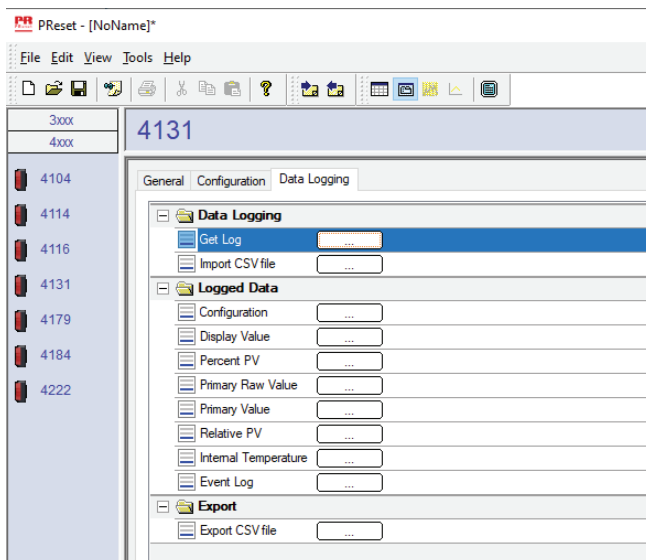 PR PReset - [NoName]*
File Edit View Tools Help
3xxx
4xxx
4131
4104
4114
4116
4131
4179
4184
4222
General Configuration Data Logging
Data Logging
Get Log ...
Import CSV file ...
Logged Data
Configuration ...
Display Value ...
Percent PV ...
Primary Raw Value ...
Primary Value ...
Relative PV ...
Internal Temperature ...
Event Log ...
Export
Export CSV file ...